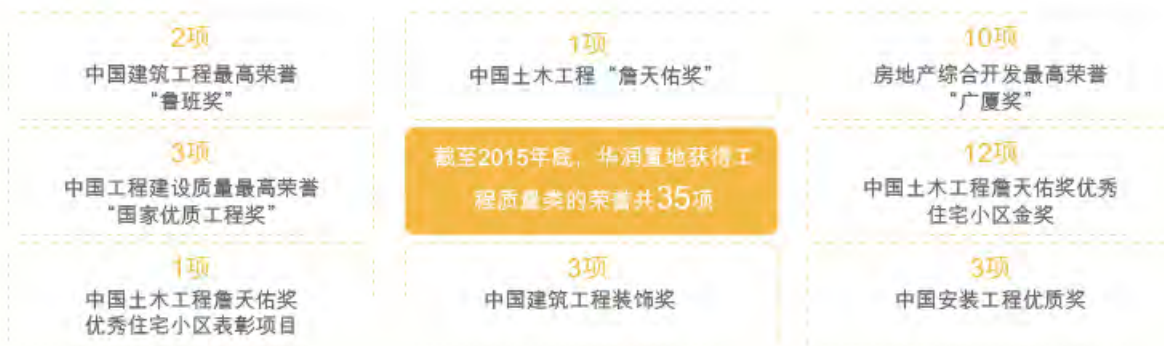 2项
中国建筑工程最高荣誉
“鲁班奖”
1项
中国土木工程“詹天佑奖”
10项
房地产综合开发最高荣誉
“广厦奖”
3项
中国工程建设质量最高荣誉
“国家优质工程奖”
截至2015年底，华润置地获得工
程质量类的荣誉共35项
12项
中国土木工程詹天佑奖优秀
住宅小区金奖
1项
中国土木工程詹天佑奖
优秀住宅小区表彰项目
3项
中国建筑工程装饰奖
3项
中国安装工程优质奖